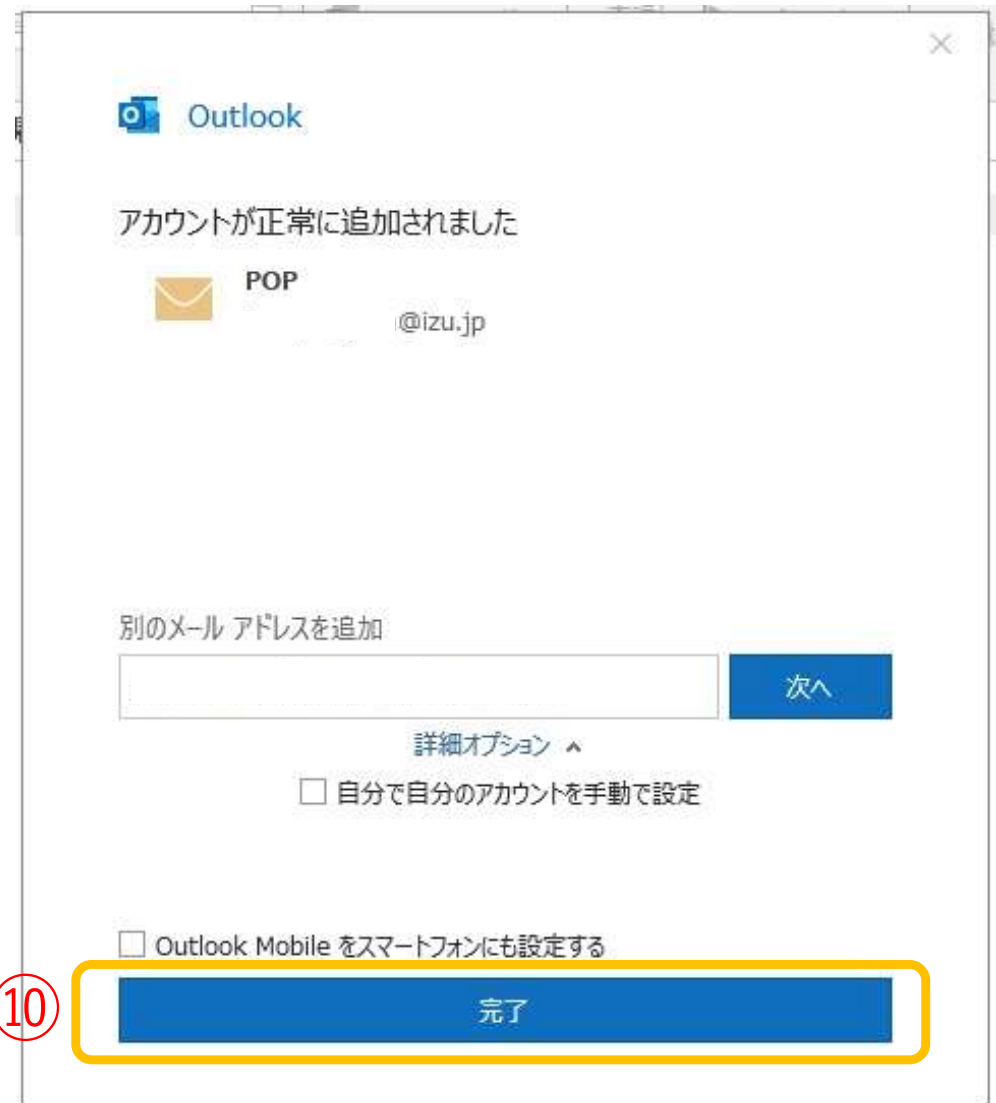 Outlook
アカウントが正常に追加されました
POP
@izu.jp
別のメール アドレスを追加
次へ
詳細オプション
自分で自分のアカウントを手動で設定
Outlook Mobile をスマートフォンにも設定する
⑩
完了